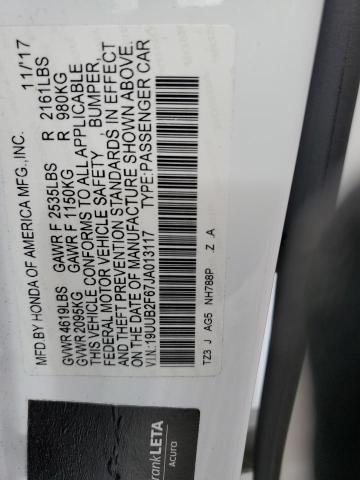 MFD.BY HONDA OF AMERICA MFG.,INC. 11/17
GVWR 4619LBS GAWR F 2535LBS R 2161LBS
GVWR 2095KG GAWR F 1150KG R 980KG
THIS VEHICLE CONFORMS TO ALL APPLICABLE
FEDERAL MOTOR VEHICLE SAFETY, BUMPER,
AND THEFT PREVENTION STANDARDS IN EFFECT
ON THE DATE OF MANUFACTURE SHOWN ABOVE.
V.I.N.:19UUB2F67JA013117 TYPE:PASSENGER CAR
TZ3 J AG5 NH788P Z A
rankLETA
Acura